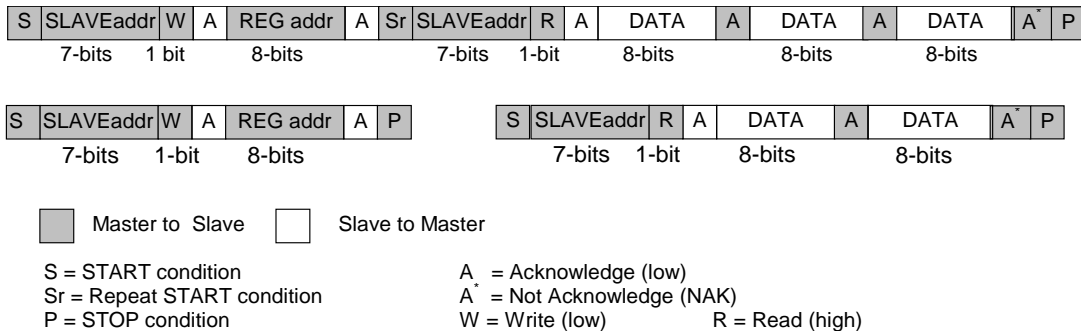 S SLAVEaddr W A REG addr A Sr SLAVEaddr R A DATA A DATA A DATA A* P
7-bits 1 bit 8-bits 7-bits 1-bit 8-bits 8-bits 8-bits
S SLAVEaddr W A REG addr A P S SLAVEaddr R A DATA A DATA A* P
7-bits 1-bit 8-bits 7-bits 1-bit 8-bits 8-bits
Master to Slave Slave to Master
S = START condition A = Acknowledge (low)
Sr = Repeat START condition A* = Not Acknowledge (NAK)
P = STOP condition W = Write (low) R = Read (high)